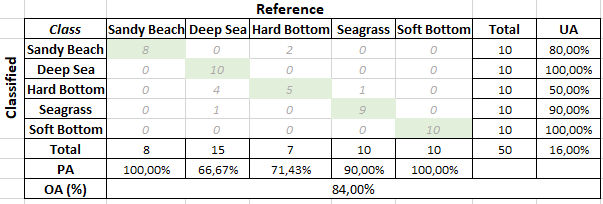 Reference
Class Sandy Beach Deep Sea Hard Bottom Seagrass Soft Bottom Total UA
Classified
Sandy Beach 8 0 2 0 0 10 80,00%
Deep Sea 0 10 0 0 0 10 100,00%
Hard Bottom 0 4 5 1 0 10 50,00%
Seagrass 0 1 0 9 0 10 90,00%
Soft Bottom 0 0 0 0 10 10 100,00%
Total 8 15 7 10 10 50 16,00%
PA 100,00% 66,67% 71,43% 90,00% 100,00%
OA (%) 84,00%